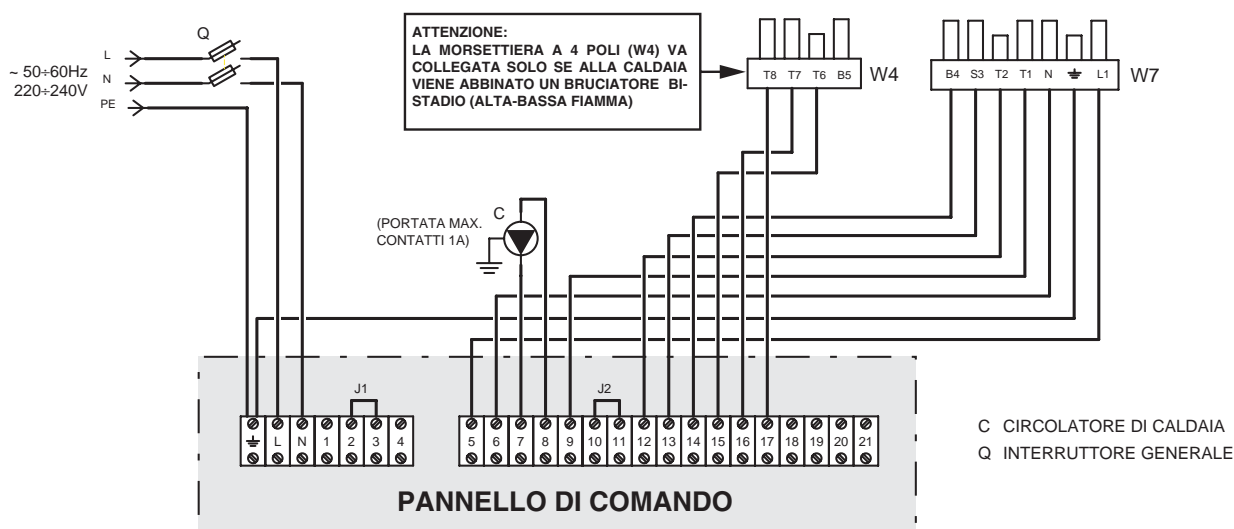 Q
L
N
PE
~ 50÷60Hz
220÷240V
ATTENZIONE:
LA MORSETTIERA A 4 POLI (W4) VA
COLLEGATA SOLO SE ALLA CALDAIA
VIENE ABBINATO UN BRUCIATORE BI-
STADIO (ALTA-BASSA FIAMMA)
T8 T7 T6 B5 W4
B4 S3 T2 T1 N L1 W7
C
(PORTATA MAX.
CONTATTI 1A)
J1
J2
L N 1 2 3 4
5 6 7 8 9 10 11 12 13 14 15 16 17 18 19 20 21
PANNELLO DI COMANDO
C CIRCOLATORE DI CALDAIA
Q INTERRUTTORE GENERALE